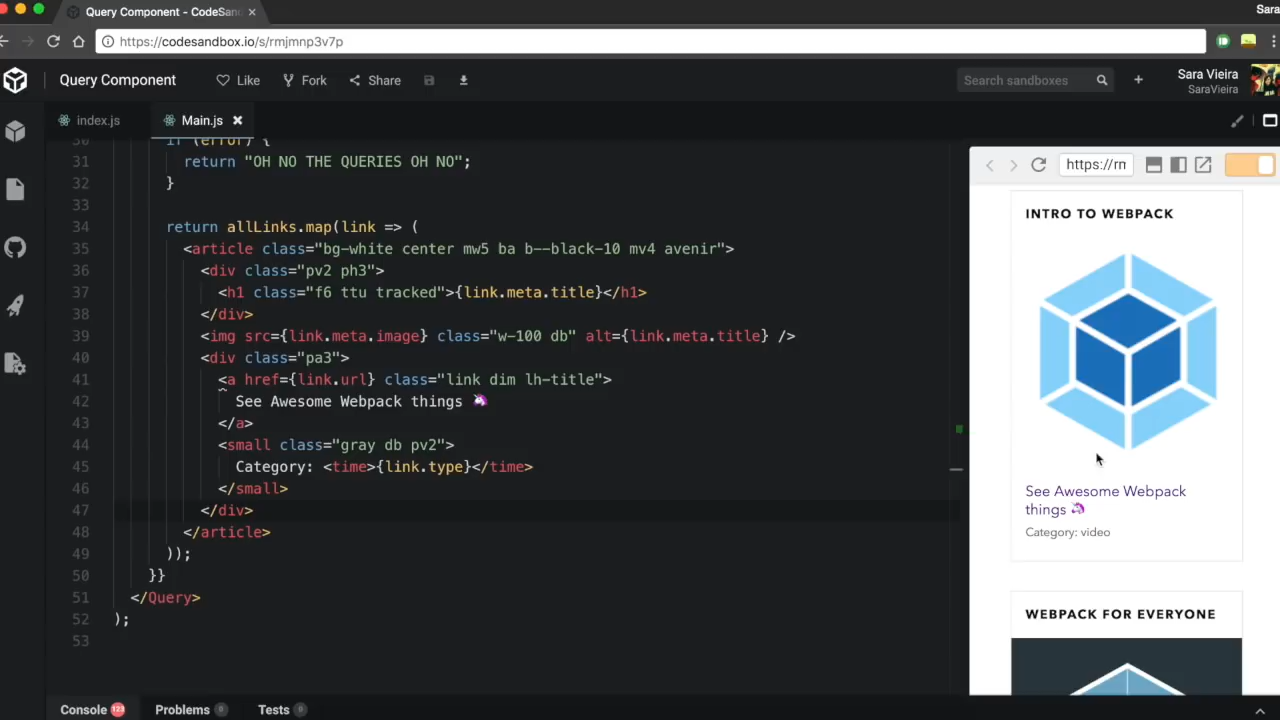 Query Component - CodeSan
Sara
https://codesandbox.io/s/rmjmnp3v7p
Query Component
Like
Fork
Share
Search sandboxes
Sara Vieira
SaraVieira
index.js
Main.js
30 if (error) {
31 return "OH NO THE QUERIES OH NO";
32 }
33
34 return allLinks.map(link => (
35 <article class="bg-white center mw5 ba b--black-10 mv4 avenir">
36 <div class="pv2 ph3">
37 <h1 class="f6 ttu tracked">{link.meta.title}</h1>
38 </div>
39 <img src={link.meta.image} class="w-100 db" alt={link.meta.title} />
40 <div class="pa3">
41 <a href={link.url} class="link dim lh-title">
42 See Awesome Webpack things 🦄
43 </a>
44 <small class="gray db pv2">
45 Category: <time>{link.type}</time>
46 </small>
47 </div>
48 </article>
49 ));
50 }}
51 </Query>
52 );
53
https://rm
INTRO TO WEBPACK
See Awesome Webpack
things 🦄
Category: video
WEBPACK FOR EVERYONE
Console 123
Problems 0
Tests 0